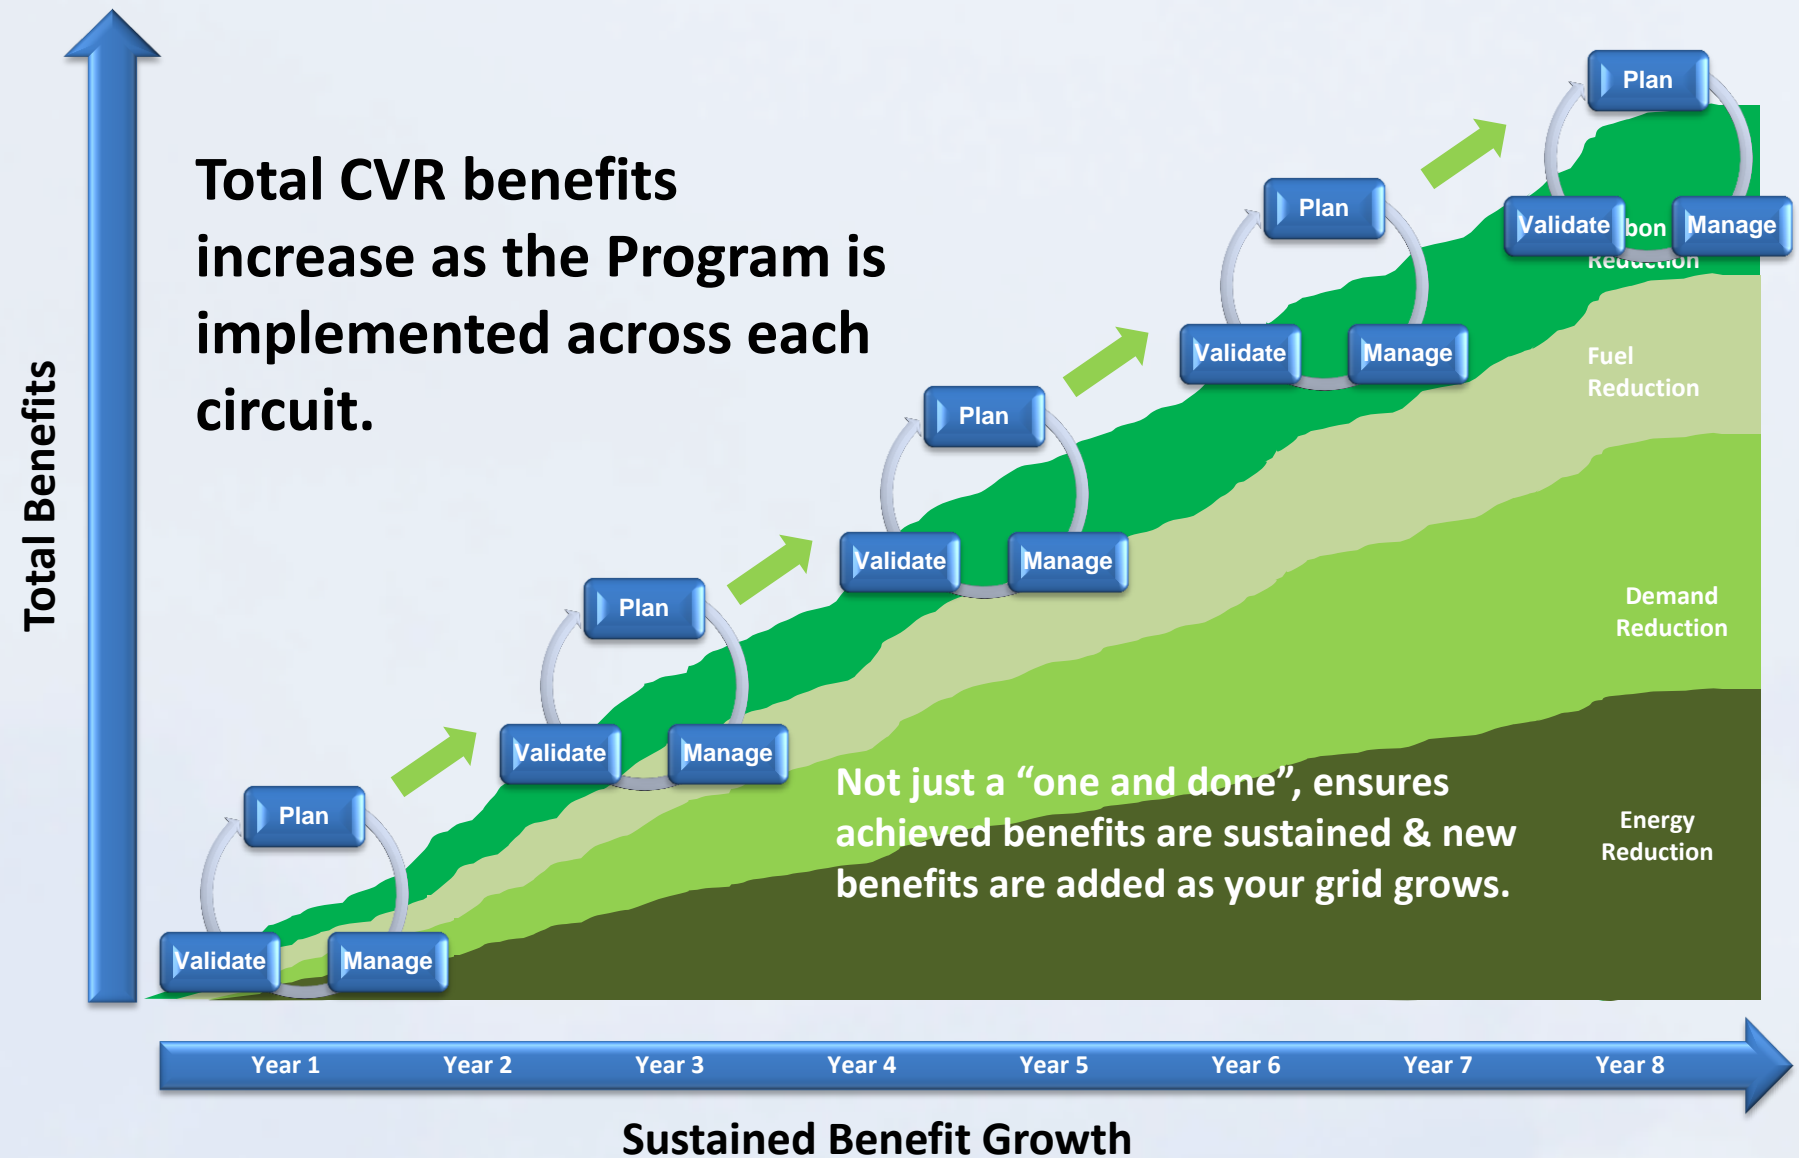 Total CVR benefits
increase as the Program is
implemented across each
circuit.
Total Benefits
Plan
Validate
Manage
Plan
Validate
Manage
Plan
Validate
Manage
Plan
Validate
Manage
Plan
Validate
Manage
bon
Reduction
Fuel
Reduction
Demand
Reduction
Energy
Reduction
Not just a “one and done”, ensures
achieved benefits are sustained & new
benefits are added as your grid grows.
Year 1 Year 2 Year 3 Year 4 Year 5 Year 6 Year 7 Year 8
Sustained Benefit Growth